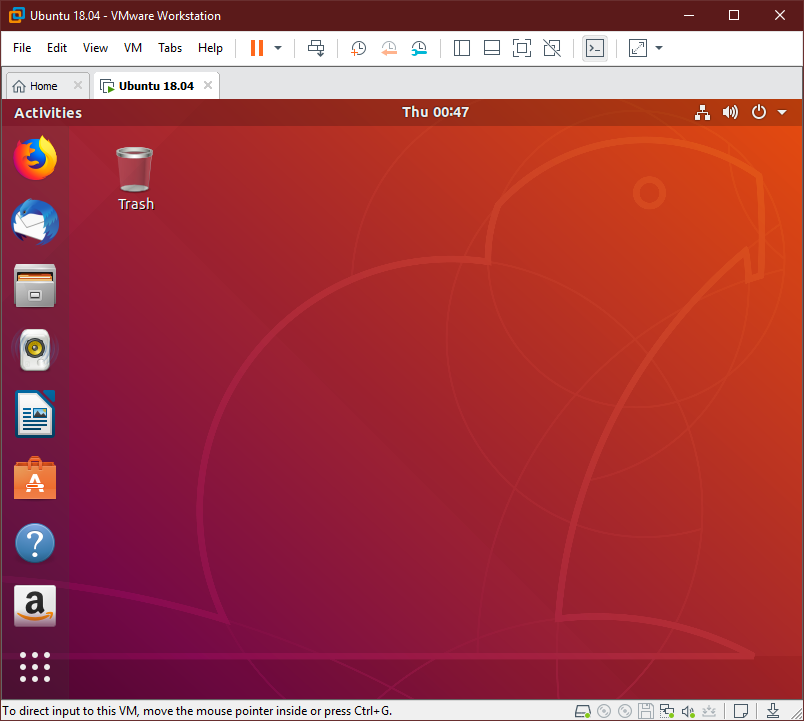 Ubuntu 18.04 - VMware Workstation
File Edit View VM Tabs Help
Home Ubuntu 18.04
Activities Thu 00:47
Trash
To direct input to this VM, move the mouse pointer inside or press Ctrl+G.